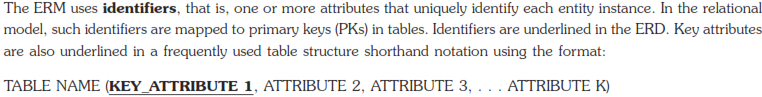 The ERM uses identifiers, that is, one or more attributes that uniquely identify each entity instance. In the relational
model, such identifiers are mapped to primary keys (PKs) in tables. Identifiers are underlined in the ERD. Key attributes
are also underlined in a frequently used table structure shorthand notation using the format:
TABLE NAME (KEY_ATTRIBUTE 1, ATTRIBUTE 2, ATTRIBUTE 3, . . . ATTRIBUTE K)